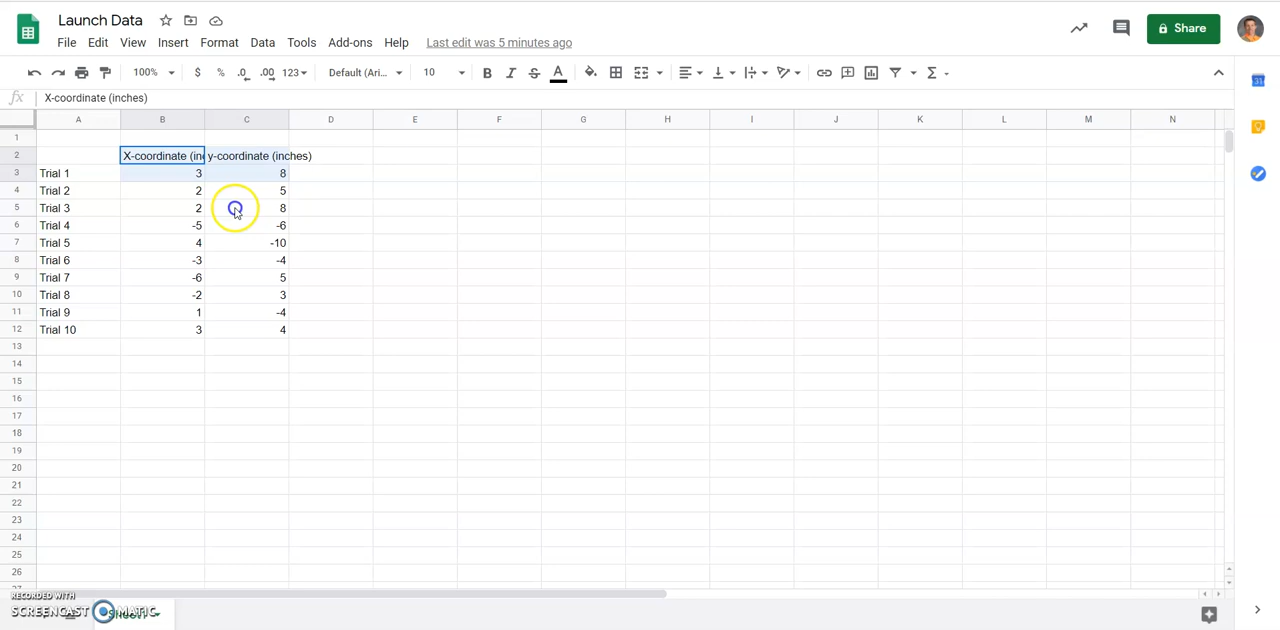 Launch Data
File Edit View Insert Format Data Tools Add-ons Help Last edit was 5 minutes ago
Share
100% $ % .0 .00 123 Default (Ari... 10 B I S A Σ
fx X-coordinate (inches)
A B C D E F G H I J K L M N
1
2 X-coordinate (in y-coordinate (inches)
3 Trial 1 3 8
4 Trial 2 2 5
5 Trial 3 2 8
6 Trial 4 -5 -6
7 Trial 5 4 -10
8 Trial 6 -3 -4
9 Trial 7 -6 5
10 Trial 8 -2 3
11 Trial 9 1 -4
12 Trial 10 3 4
13
14
15
16
17
18
19
20
21
22
23
24
25
26
RECORDED WITH
SCREENCAST MATIC
31